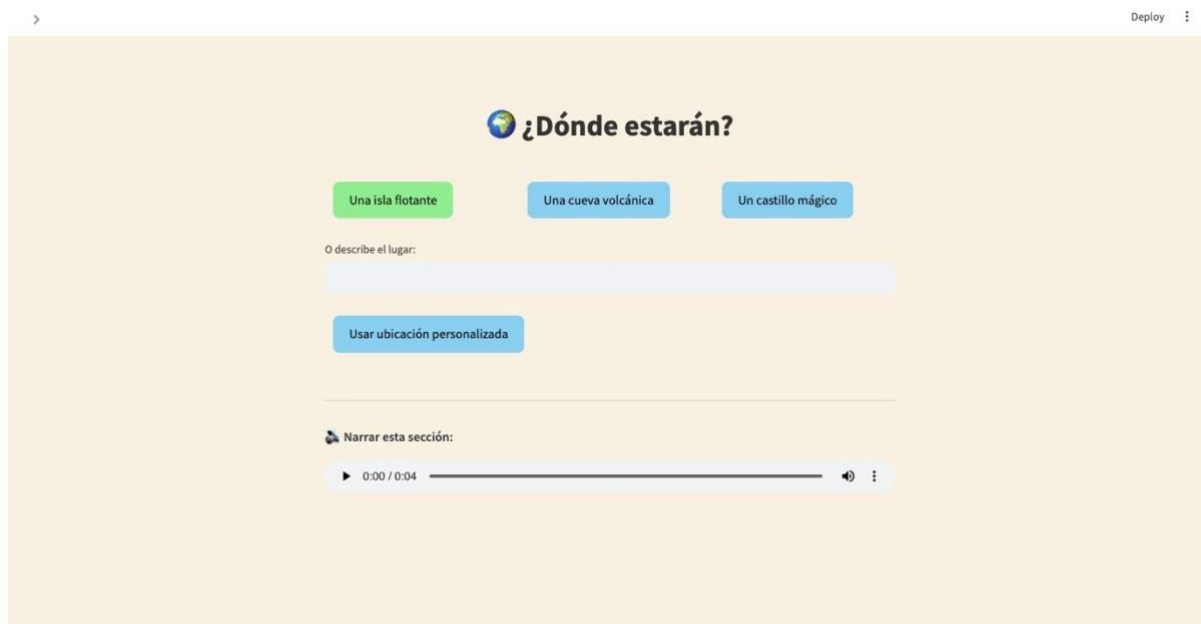 Deploy
¿Dónde estarán?
Una isla flotante Una cueva volcánica Un castillo mágico
O describe el lugar:
Usar ubicación personalizada
Narrar esta sección:
0:00 / 0:04